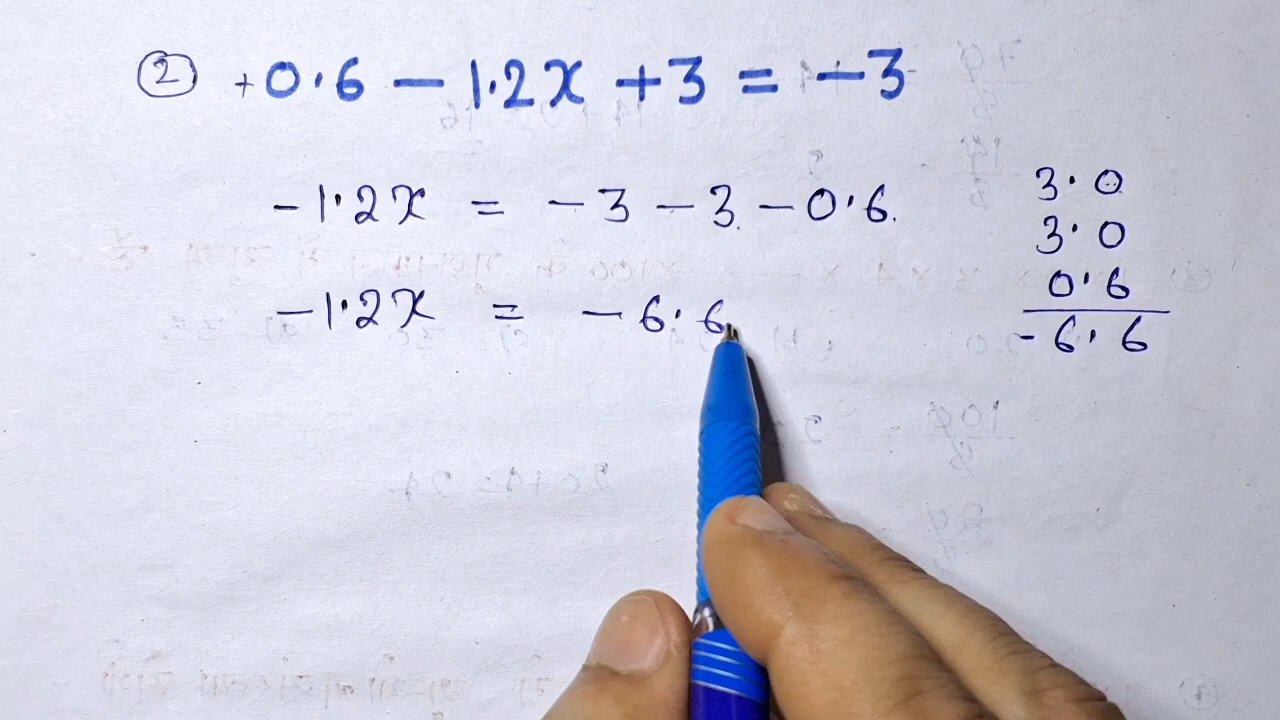 ② +0.6 - 1.2x + 3 = -3
-1.2x = -3 - 3 - 0.6
-1.2x = -6.6
3.0
3.0
0.6
-6.6